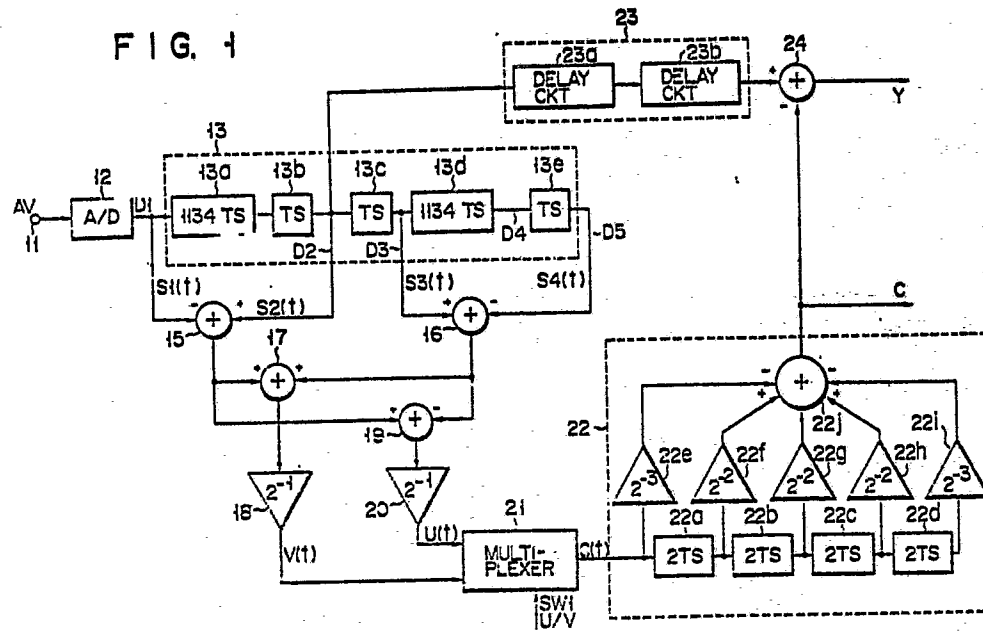 FIG. 1
23
23a
23b
24
DELAY CKT
DELAY CKT
+
-
+
Y
13
13a
13b
13c
13d
13e
12
AV
11
A/D
D1
1134 TS
TS
TS
1134 TS
TS
D2
D3
D4
D5
S1(t)
S2(t)
S3(t)
S4(t)
-
+
+
+
+
-
15
16
17
+
+
+
C
+
+
-
19
18
2⁻¹
20
2⁻¹
V(t)
U(t)
21
MULTI-
PLEXER
C(t)
SW1
U/V
22
-
+
+
+
+
-
22j
22i
22e
22f
22g
22h
2⁻³
2⁻²
2⁻²
2⁻²
2⁻³
22a
22b
22c
22d
2TS
2TS
2TS
2TS